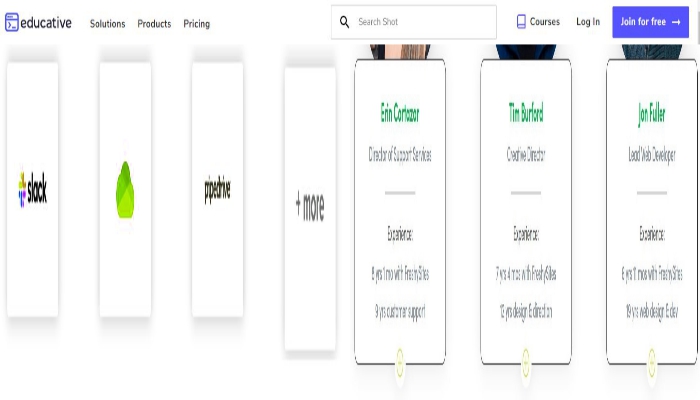 educative Solutions Products Pricing Search Shot Courses Log In Join for free →
slack
pipedrive
+ more
Erin Cortazar
Director of Support Services
Experience:
8 yrs 1 mo with FreshySites
9 yrs customer support
Tim Burford
Creative Director
Experience:
7 yrs 4 mos with FreshySites
12 yrs design & direction
Jon Fuller
Lead Web Developer
Experience:
6 yrs 11 mos with FreshySites
19 yrs web design & dev